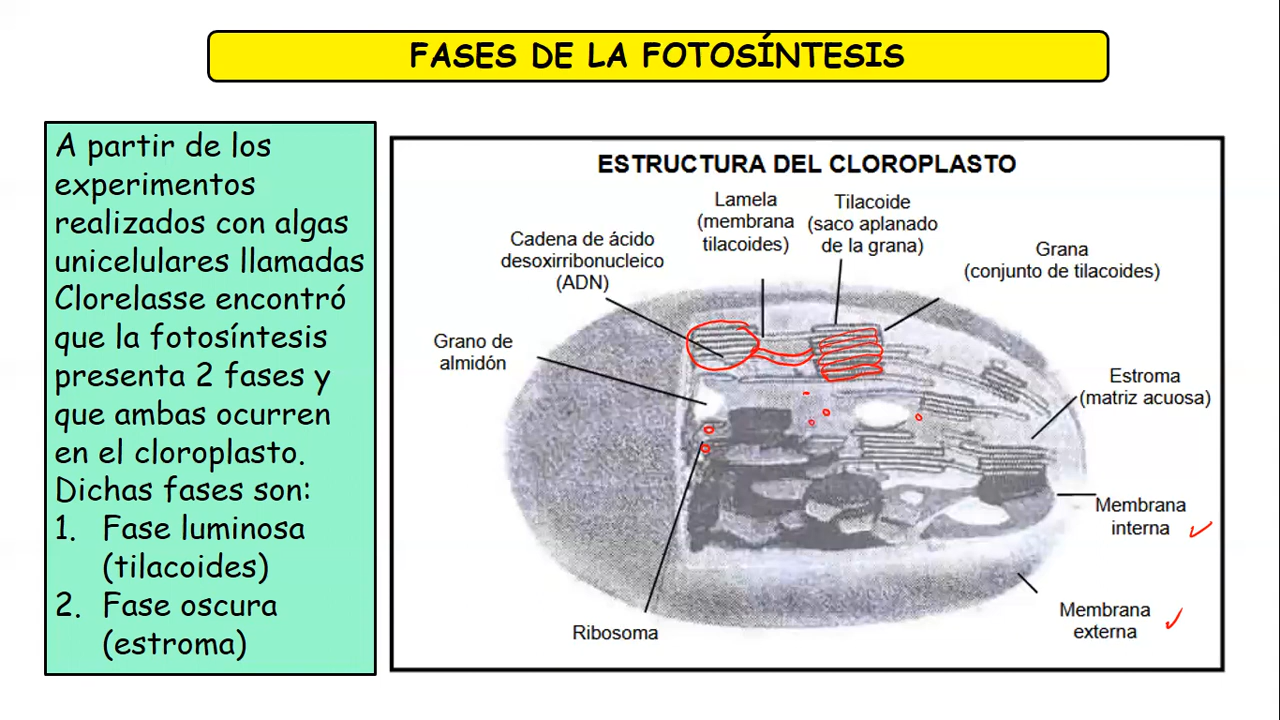 FASES DE LA FOTOSÍNTESIS
A partir de los
experimentos
realizados con algas
unicelulares llamadas
Clorelasse encontró
que la fotosíntesis
presenta 2 fases y
que ambas ocurren
en el cloroplasto.
Dichas fases son:
1. Fase luminosa
(tilacoides)
2. Fase oscura
(estroma)
ESTRUCTURA DEL CLOROPLASTO
Lamela
(membrana
tilacoides)
Tilacoide
(saco aplanado
de la grana)
Cadena de ácido
desoxirribonucleico
(ADN)
Grana
(conjunto de tilacoides)
Grano de
almidón
Estroma
(matriz acuosa)
Membrana
interna
Membrana
externa
Ribosoma